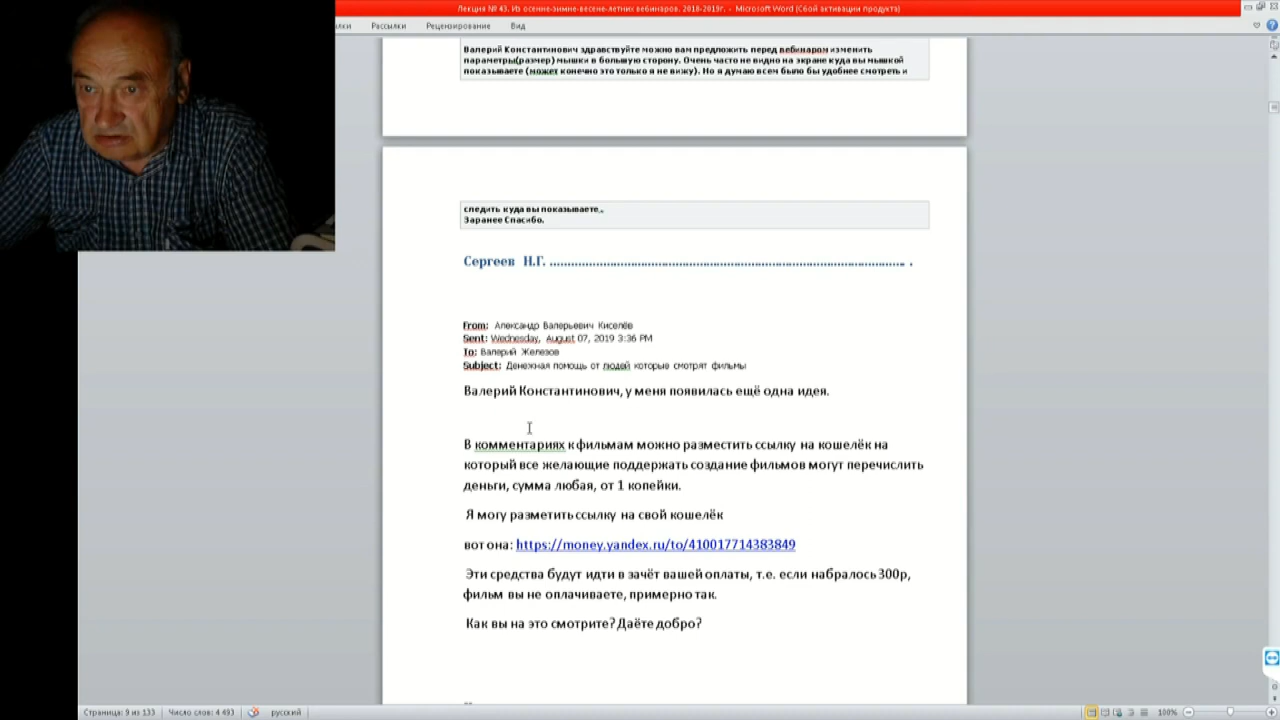 Лекция № 43. Из осенне-зимне-весене-летних вебинаров. 2018-2019г. - Microsoft Word (Сбой активации продукта)
Рассылки Рецензирование Вид
Валерий Константинович здравствуйте можно вам предложить перед вебинаром изменить
параметры(размер) мышки в большую сторону. Очень часто не видно на экране куда вы мышкой
показываете (может конечно это только я не вижу). Но я думаю всем было бы удобнее смотреть и
следить куда вы показываете.
Заранее Спасибо.
Сергеев Н.Г. .................................................................................................... .
From: Александр Валерьевич Киселёв
Sent: Wednesday, August 07, 2019 3:36 PM
To: Валерий Железов
Subject: Денежная помощь от людей которые смотрят фильмы
Валерий Константинович, у меня появилась ещё одна идея.
В комментариях к фильмам можно разместить ссылку на кошелёк на
который все желающие поддержать создание фильмов могут перечислить
деньги, сумма любая, от 1 копейки.
Я могу разметить ссылку на свой кошелёк
вот она: https://money.yandex.ru/to/410017714383849
Эти средства будут идти в зачёт вашей оплаты, т.е. если набралось 300р,
фильм вы не оплачиваете, примерно так.
Как вы на это смотрите? Даёте добро?
Страница: 9 из 133 Число слов: 4 493 русский 100%